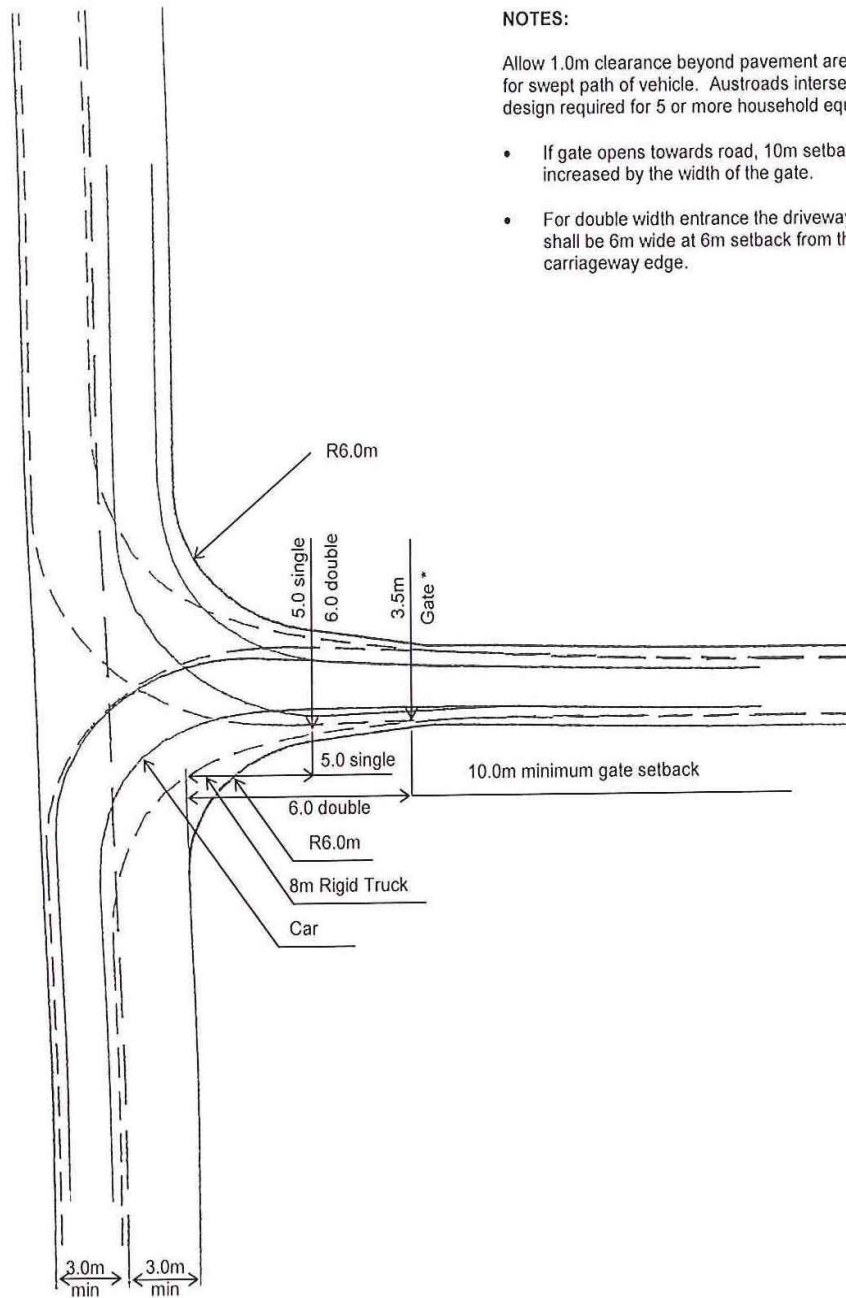 NOTES:
Allow 1.0m clearance beyond pavement are
for swept path of vehicle. Austroads interse
design required for 5 or more household equ
• If gate opens towards road, 10m setba
increased by the width of the gate.
• For double width entrance the driveway
shall be 6m wide at 6m setback from th
carriageway edge.
R6.0m
5.0 single
6.0 double
3.5m
Gate *
5.0 single
10.0m minimum gate setback
6.0 double
R6.0m
8m Rigid Truck
Car
3.0m
min
3.0m
min